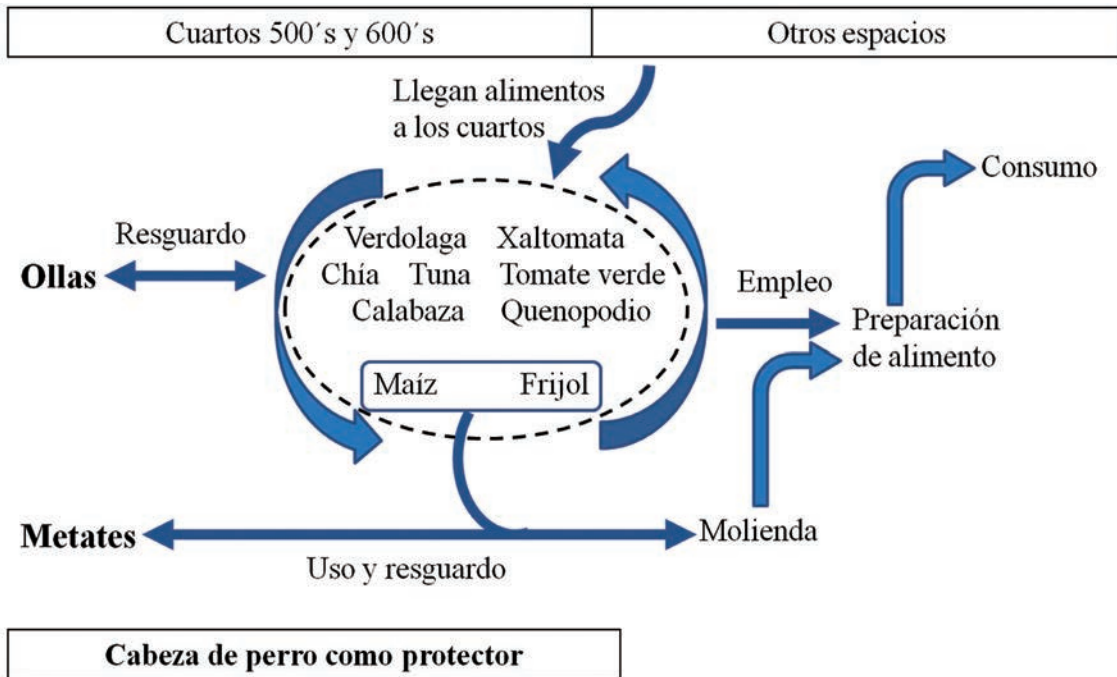 Cuartos 500´s y 600´s
Otros espacios
Llegan alimentos
a los cuartos
Consumo
Resguardo
Ollas
Verdolaga Xaltomata
Chía Tuna Tomate verde
Calabaza Quenopodio
Empleo
Preparación
de alimento
Maíz Frijol
Metates
Molienda
Uso y resguardo
Cabeza de perro como protector